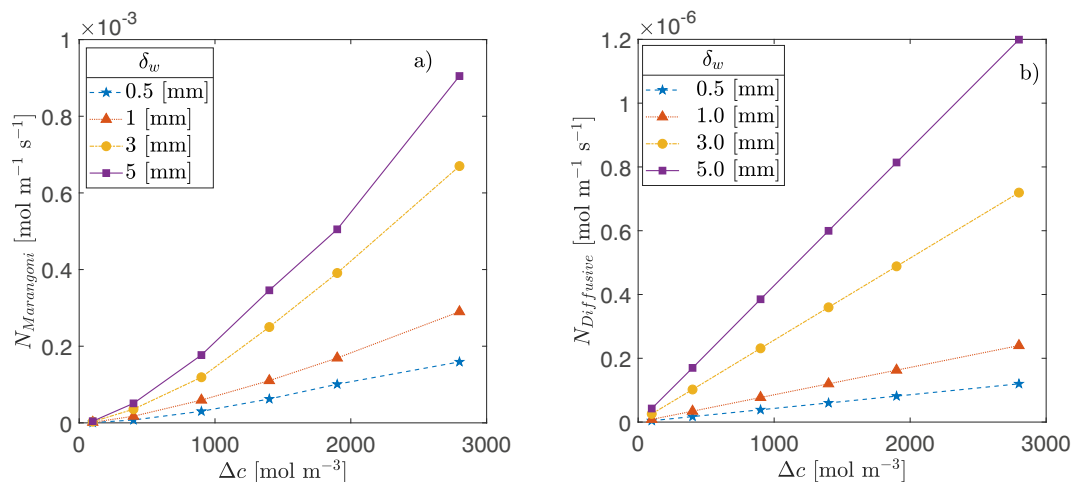 ×10⁻³
1
0.8
0.6
0.4
0.2
0
0 1000 2000 3000
N_Marangoni [mol m⁻¹ s⁻¹]
Δc [mol m⁻³]
δ_w
0.5 [mm]
1 [mm]
3 [mm]
5 [mm]
a)
×10⁻⁶
1.2
1
0.8
0.6
0.4
0.2
0
0 1000 2000 3000
N_Diffusive [mol m⁻¹ s⁻¹]
Δc [mol m⁻³]
δ_w
0.5 [mm]
1.0 [mm]
3.0 [mm]
5.0 [mm]
b)